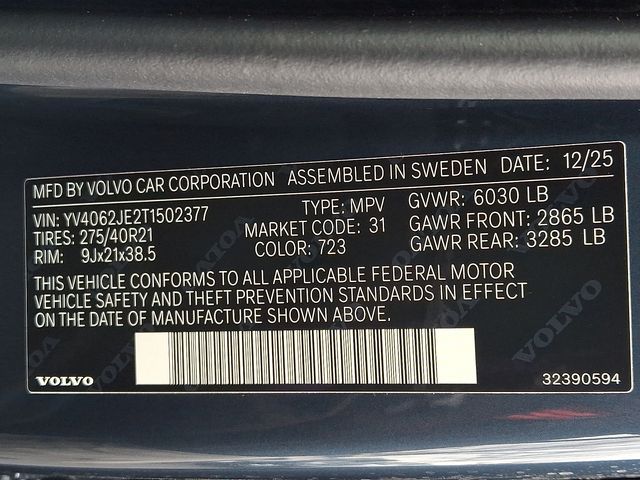 MFD BY VOLVO CAR CORPORATION ASSEMBLED IN SWEDEN DATE: 12/25
VIN: YV4062JE2T1502377 TYPE: MPV GVWR: 6030 LB
TIRES: 275/40R21 MARKET CODE: 31 GAWR FRONT: 2865 LB
RIM: 9Jx21x38.5 COLOR: 723 GAWR REAR: 3285 LB
THIS VEHICLE CONFORMS TO ALL APPLICABLE FEDERAL MOTOR
VEHICLE SAFETY AND THEFT PREVENTION STANDARDS IN EFFECT
ON THE DATE OF MANUFACTURE SHOWN ABOVE.
VOLVO 32390594